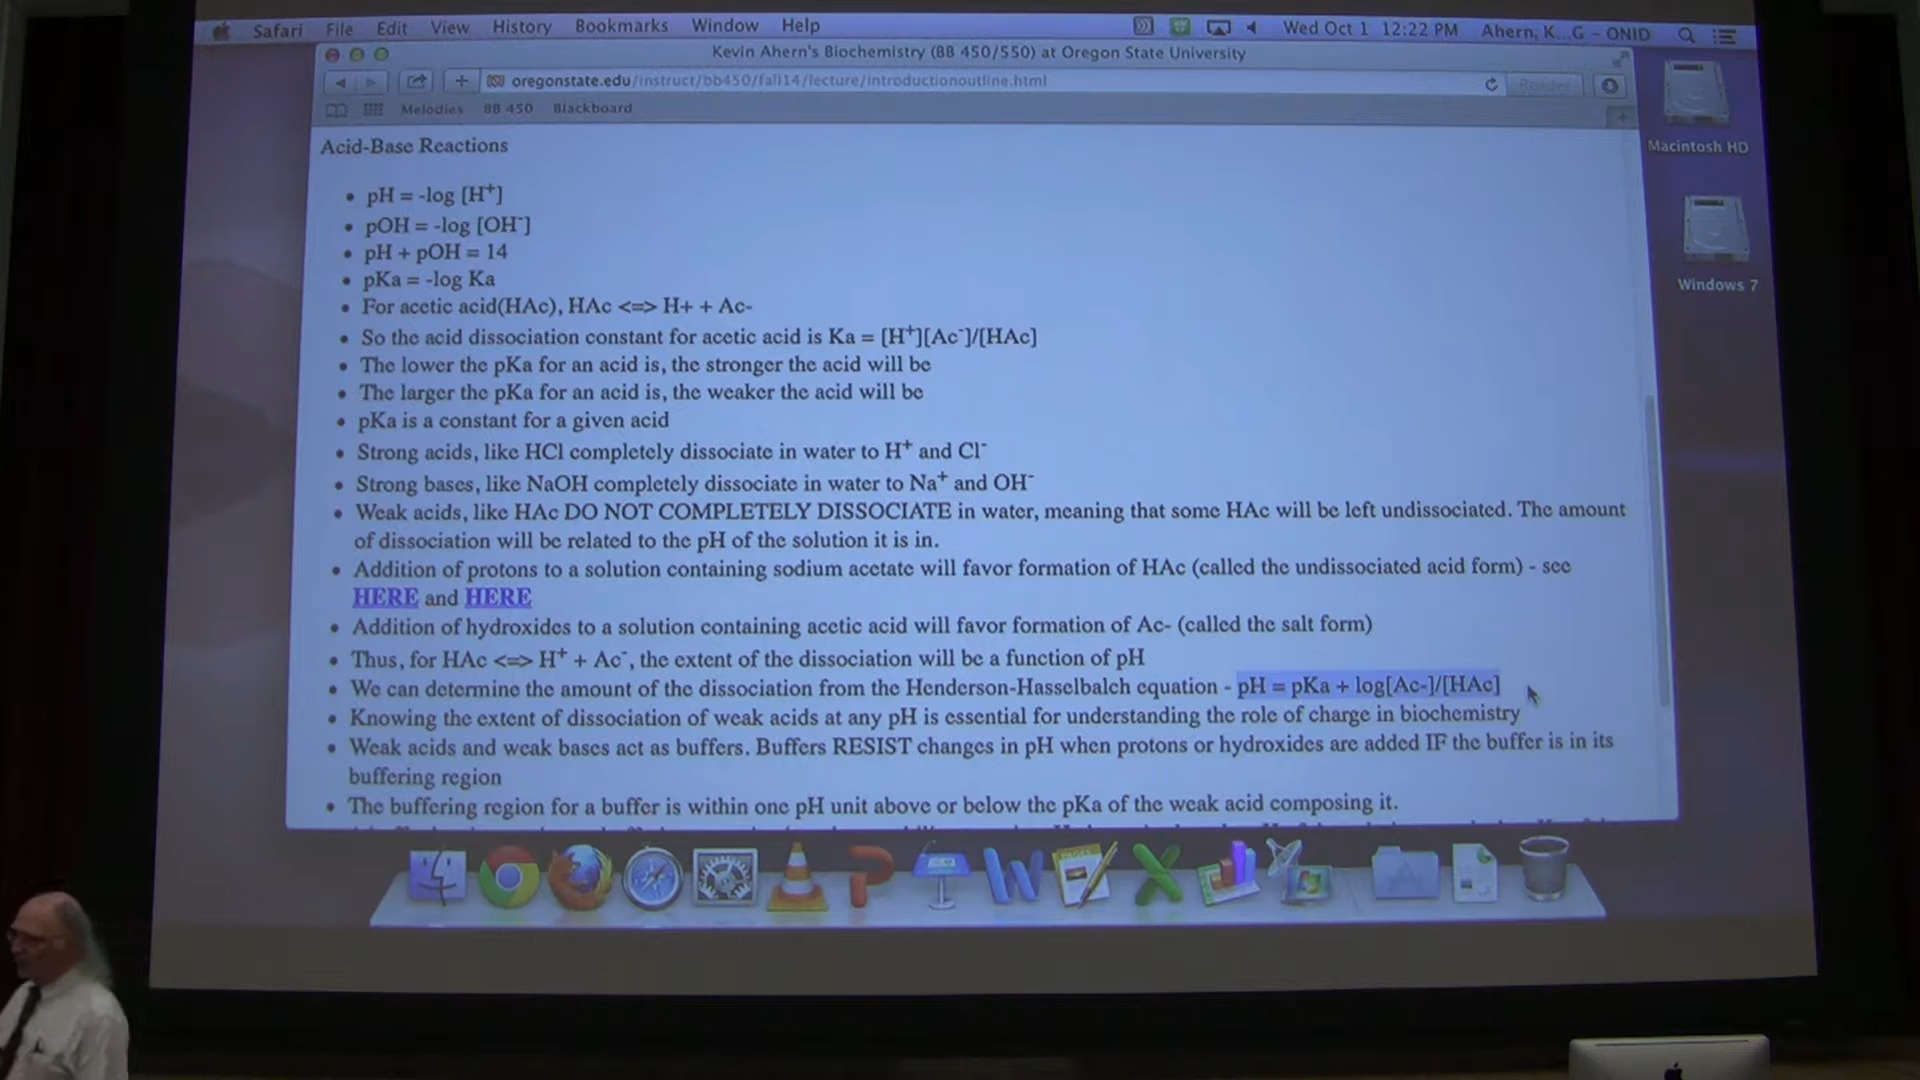 Safari File Edit View History Bookmarks Window Help Wed Oct 1 12:22 PM Ahern, K...G - ONID
Kevin Ahern's Biochemistry (BB 450/550) at Oregon State University
oregonstate.edu/instruct/bb450/fall14/lecture/introductionoutline.html Reader
Melodies BB 450 Blackboard
Macintosh HD
Windows 7
Acid-Base Reactions
• pH = -log [H⁺]
• pOH = -log [OH⁻]
• pH + pOH = 14
• pKa = -log Ka
• For acetic acid(HAc), HAc <=> H+ + Ac-
• So the acid dissociation constant for acetic acid is Ka = [H⁺][Ac⁻]/[HAc]
• The lower the pKa for an acid is, the stronger the acid will be
• The larger the pKa for an acid is, the weaker the acid will be
• pKa is a constant for a given acid
• Strong acids, like HCl completely dissociate in water to H⁺ and Cl⁻
• Strong bases, like NaOH completely dissociate in water to Na⁺ and OH⁻
• Weak acids, like HAc DO NOT COMPLETELY DISSOCIATE in water, meaning that some HAc will be left undissociated. The amount
of dissociation will be related to the pH of the solution it is in.
• Addition of protons to a solution containing sodium acetate will favor formation of HAc (called the undissociated acid form) - see
HERE and HERE
• Addition of hydroxides to a solution containing acetic acid will favor formation of Ac- (called the salt form)
• Thus, for HAc <=> H⁺ + Ac⁻, the extent of the dissociation will be a function of pH
• We can determine the amount of the dissociation from the Henderson-Hasselbalch equation - pH = pKa + log[Ac-]/[HAc]
• Knowing the extent of dissociation of weak acids at any pH is essential for understanding the role of charge in biochemistry
• Weak acids and weak bases act as buffers. Buffers RESIST changes in pH when protons or hydroxides are added IF the buffer is in its
buffering region
• The buffering region for a buffer is within one pH unit above or below the pKa of the weak acid composing it.